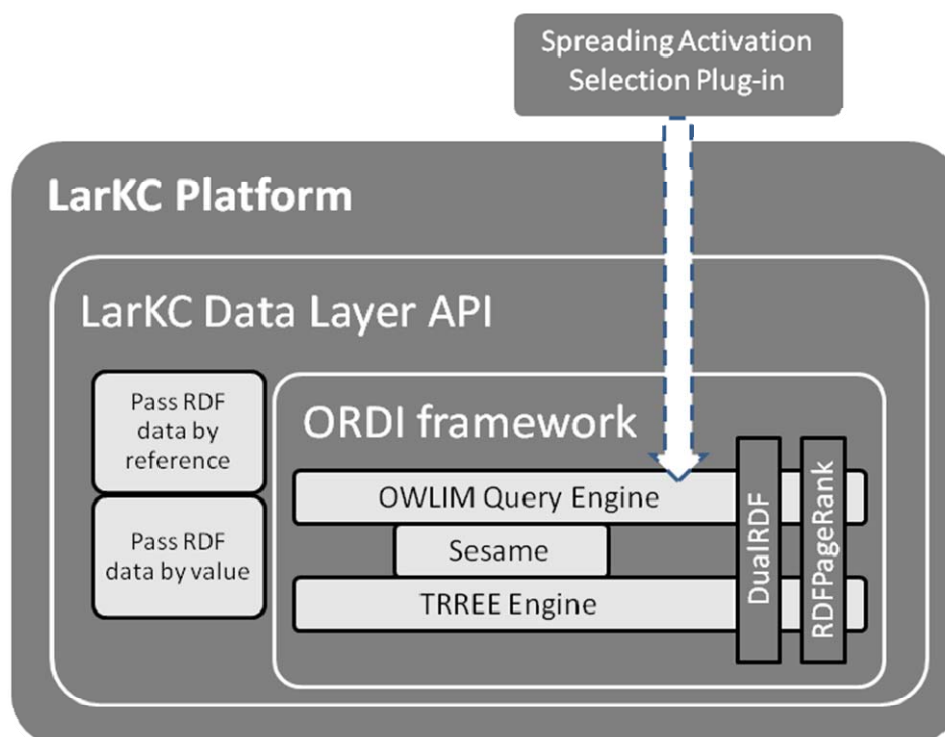 Spreading Activation
Selection Plug-in
LarKC Platform
LarKC Data Layer API
Pass RDF
data by
reference
Pass RDF
data by value
ORDI framework
OWLIM Query Engine
Sesame
TRREE Engine
DualRDF
RDFPageRank